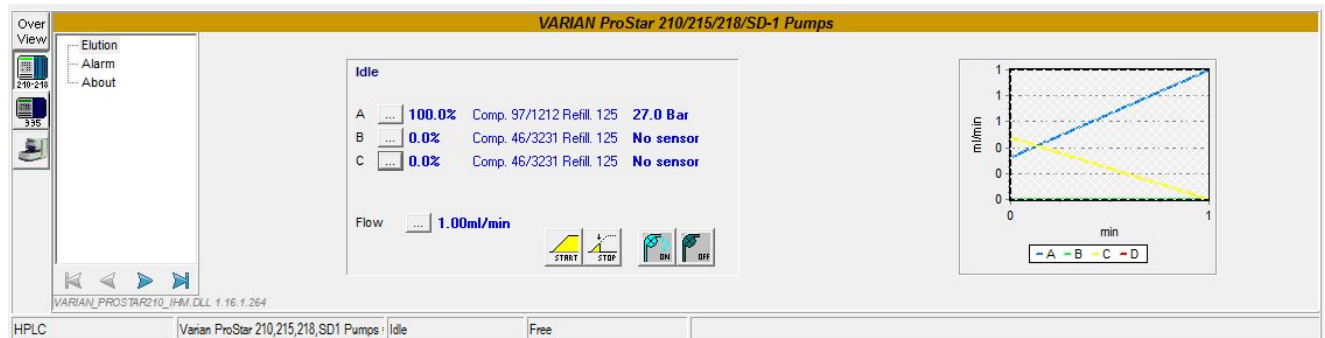 VARIAN ProStar 210/215/218/SD-1 Pumps
Over
View
210-218
335
Elution
Alarm
About
Idle
A ... 100.0% Comp. 97/1212 Refill. 125 27.0 Bar
B ... 0.0% Comp. 46/3231 Refill. 125 No sensor
C ... 0.0% Comp. 46/3231 Refill. 125 No sensor
Flow ... 1.00ml/min
START STOP ON OFF
ml/min
1
1
1
0
0
0
0 1
min
A B C D
VARIAN_PROSTAR210_IHM.DLL 1.16.1.264
HPLC Varian ProStar 210,215,218,SD1 Pumps Idle Free